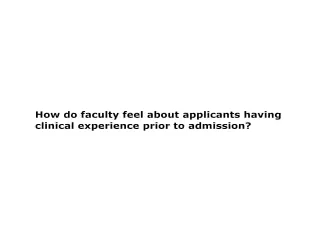 How do faculty feel about applicants having
clinical experience prior to admission?